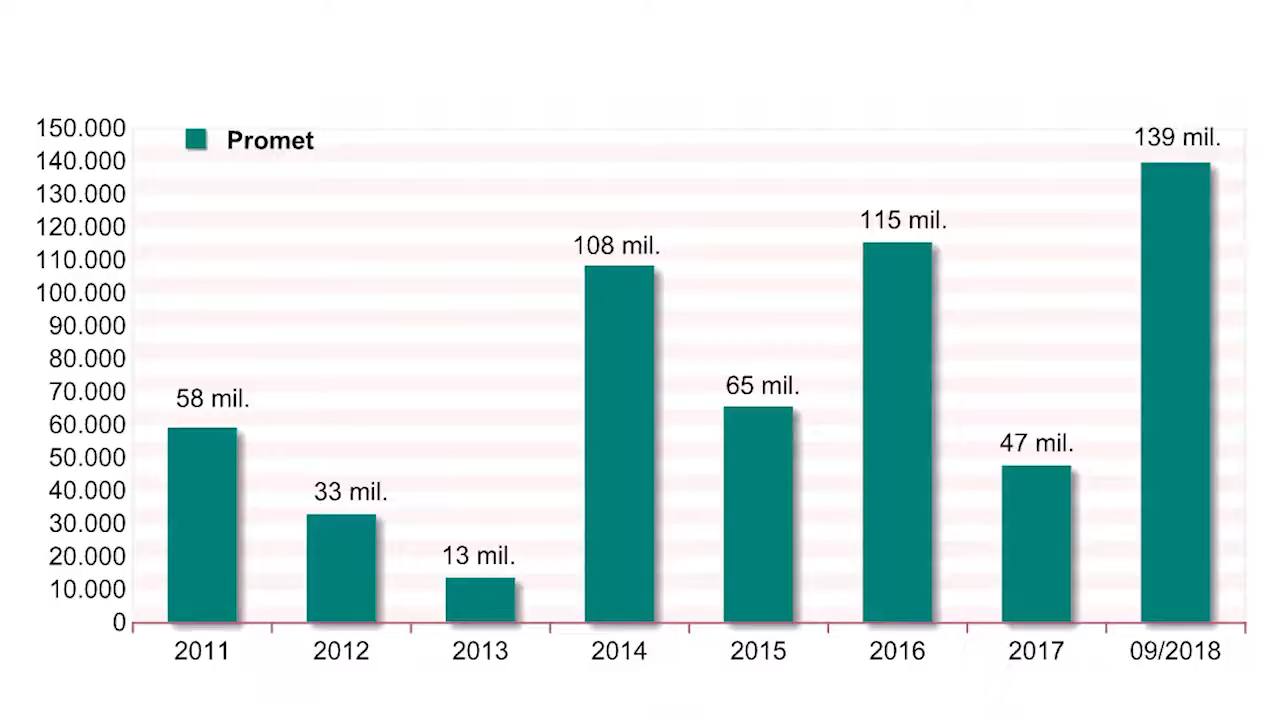 Promet
150.000
140.000
130.000
120.000
110.000
100.000
90.000
80.000
70.000
60.000
50.000
40.000
30.000
20.000
10.000
0
58 mil.
33 mil.
13 mil.
108 mil.
65 mil.
115 mil.
47 mil.
139 mil.
2011 2012 2013 2014 2015 2016 2017 09/2018